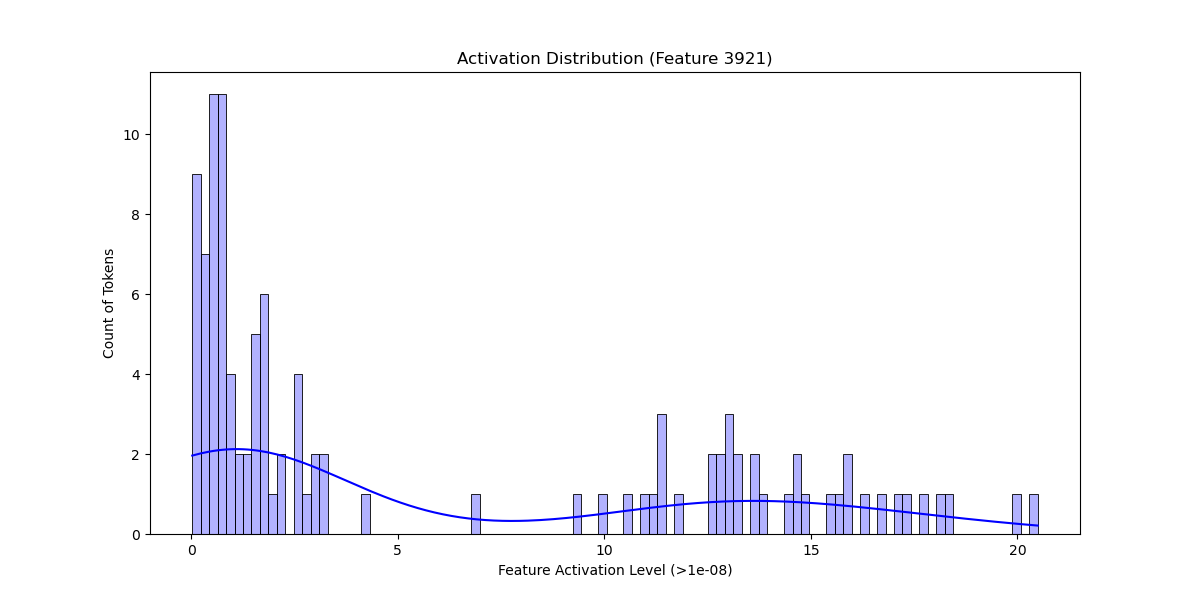 Activation Distribution (Feature 3921)
10
8
6
4
2
0
Count of Tokens
0 5 10 15 20
Feature Activation Level (>1e-08)